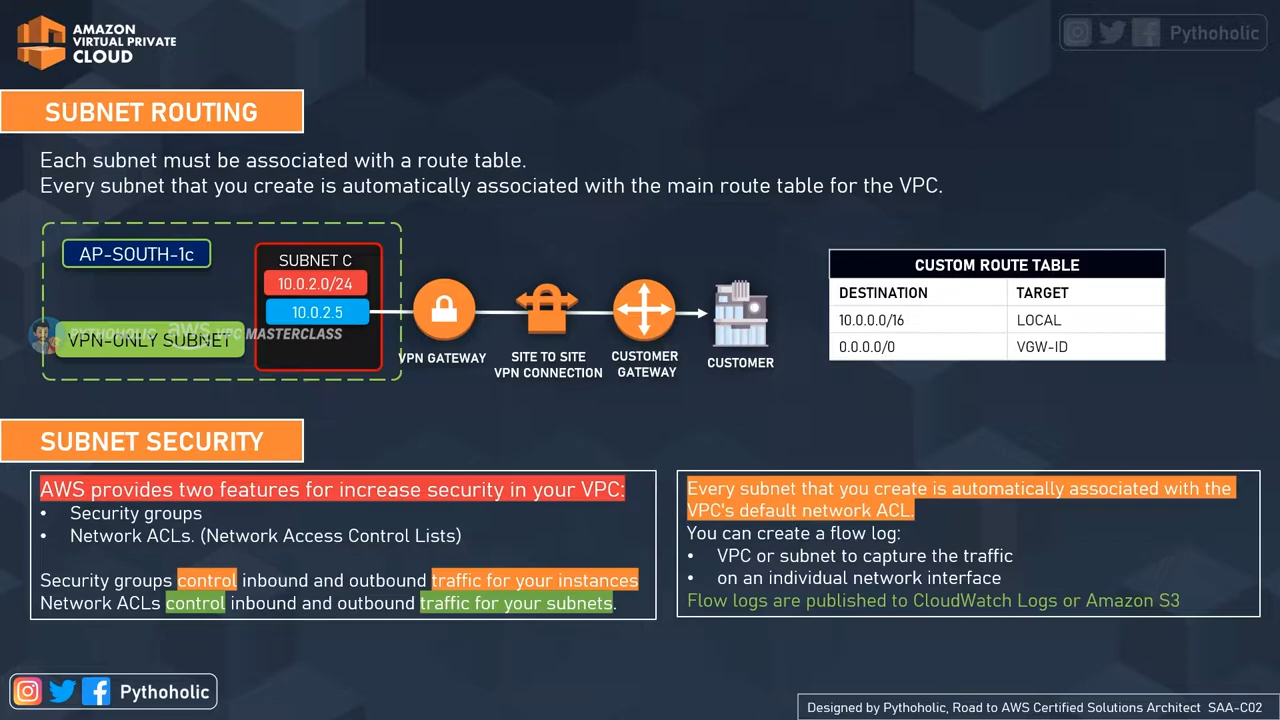 AMAZON
VIRTUAL PRIVATE
CLOUD
Pythoholic
SUBNET ROUTING
Each subnet must be associated with a route table.
Every subnet that you create is automatically associated with the main route table for the VPC.
AP-SOUTH-1c
SUBNET C
10.0.2.0/24
10.0.2.5
PYTHOHOLIC aws VPC MASTERCLASS
VPN-ONLY SUBNET
VPN GATEWAY
SITE TO SITE
VPN CONNECTION
CUSTOMER
GATEWAY
CUSTOMER
CUSTOM ROUTE TABLE
DESTINATION TARGET
10.0.0.0/16 LOCAL
0.0.0.0/0 VGW-ID
SUBNET SECURITY
AWS provides two features for increase security in your VPC:
• Security groups
• Network ACLs. (Network Access Control Lists)
Security groups control inbound and outbound traffic for your instances
Network ACLs control inbound and outbound traffic for your subnets.
Every subnet that you create is automatically associated with the
VPC's default network ACL.
You can create a flow log:
• VPC or subnet to capture the traffic
• on an individual network interface
Flow logs are published to CloudWatch Logs or Amazon S3
Pythoholic
Designed by Pythoholic, Road to AWS Certified Solutions Architect SAA-C02